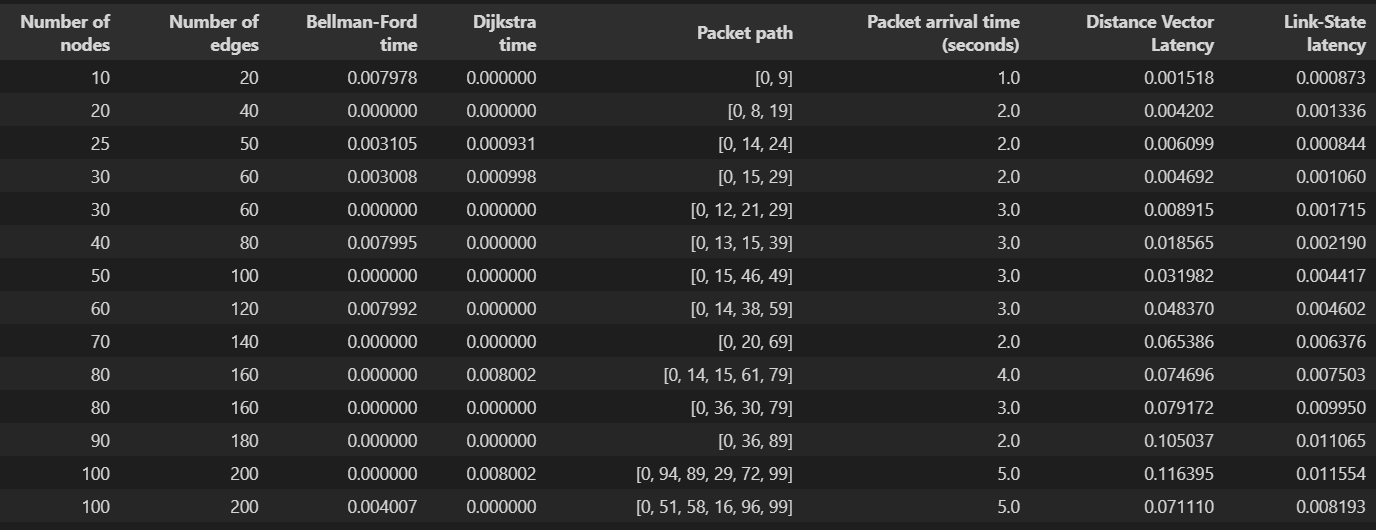 Number of nodes Number of edges Bellman-Ford time Dijkstra time Packet path Packet arrival time (seconds) Distance Vector Latency Link-State latency
10 20 0.007978 0.000000 [0, 9] 1.0 0.001518 0.000873
20 40 0.000000 0.000000 [0, 8, 19] 2.0 0.004202 0.001336
25 50 0.003105 0.000931 [0, 14, 24] 2.0 0.006099 0.000844
30 60 0.003008 0.000998 [0, 15, 29] 2.0 0.004692 0.001060
30 60 0.000000 0.000000 [0, 12, 21, 29] 3.0 0.008915 0.001715
40 80 0.007995 0.000000 [0, 13, 15, 39] 3.0 0.018565 0.002190
50 100 0.000000 0.000000 [0, 15, 46, 49] 3.0 0.031982 0.004417
60 120 0.007992 0.000000 [0, 14, 38, 59] 3.0 0.048370 0.004602
70 140 0.000000 0.000000 [0, 20, 69] 2.0 0.065386 0.006376
80 160 0.000000 0.008002 [0, 14, 15, 61, 79] 4.0 0.074696 0.007503
80 160 0.000000 0.000000 [0, 36, 30, 79] 3.0 0.079172 0.009950
90 180 0.000000 0.000000 [0, 36, 89] 2.0 0.105037 0.011065
100 200 0.000000 0.008002 [0, 94, 89, 29, 72, 99] 5.0 0.116395 0.011554
100 200 0.004007 0.000000 [0, 51, 58, 16, 96, 99] 5.0 0.071110 0.008193